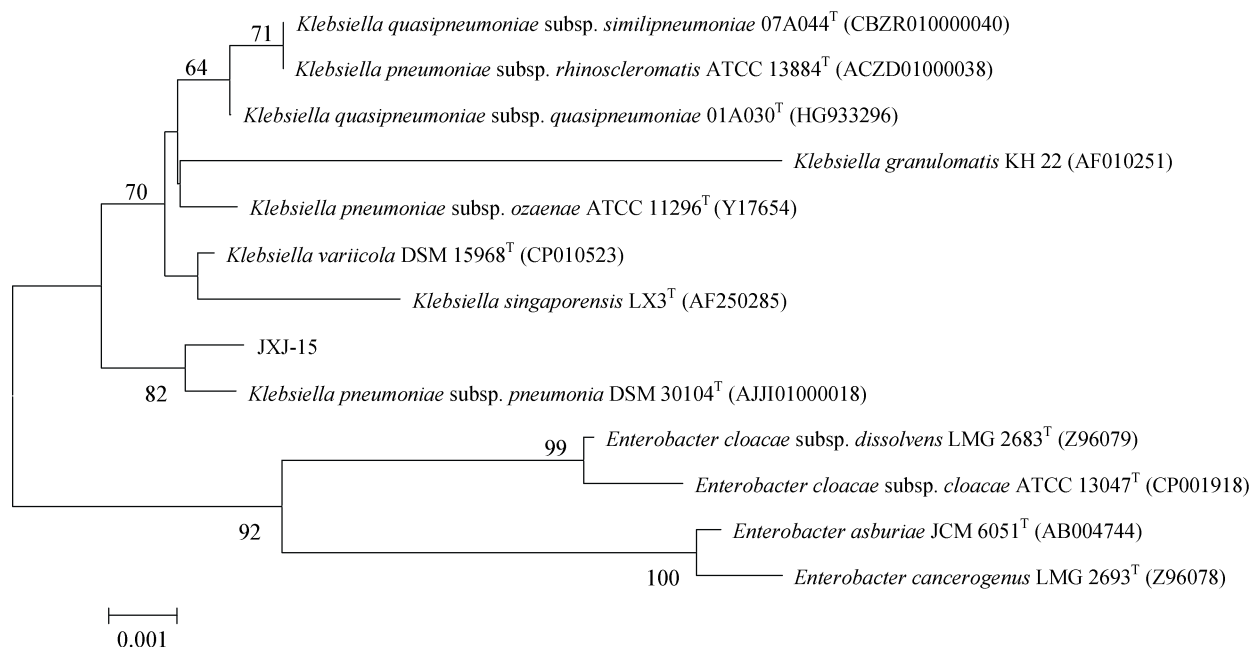 71 Klebsiella quasipneumoniae subsp. similipneumoniae 07A044T (CBZR010000040)
64 Klebsiella pneumoniae subsp. rhinoscleromatis ATCC 13884T (ACZD01000038)
Klebsiella quasipneumoniae subsp. quasipneumoniae 01A030T (HG933296)
Klebsiella granulomatis KH 22 (AF010251)
70
Klebsiella pneumoniae subsp. ozaenae ATCC 11296T (Y17654)
Klebsiella variicola DSM 15968T (CP010523)
Klebsiella singaporensis LX3T (AF250285)
JXJ-15
82 Klebsiella pneumoniae subsp. pneumonia DSM 30104T (AJJI01000018)
99 Enterobacter cloacae subsp. dissolvens LMG 2683T (Z96079)
Enterobacter cloacae subsp. cloacae ATCC 13047T (CP001918)
92 Enterobacter asburiae JCM 6051T (AB004744)
100 Enterobacter cancerogenus LMG 2693T (Z96078)
0.001